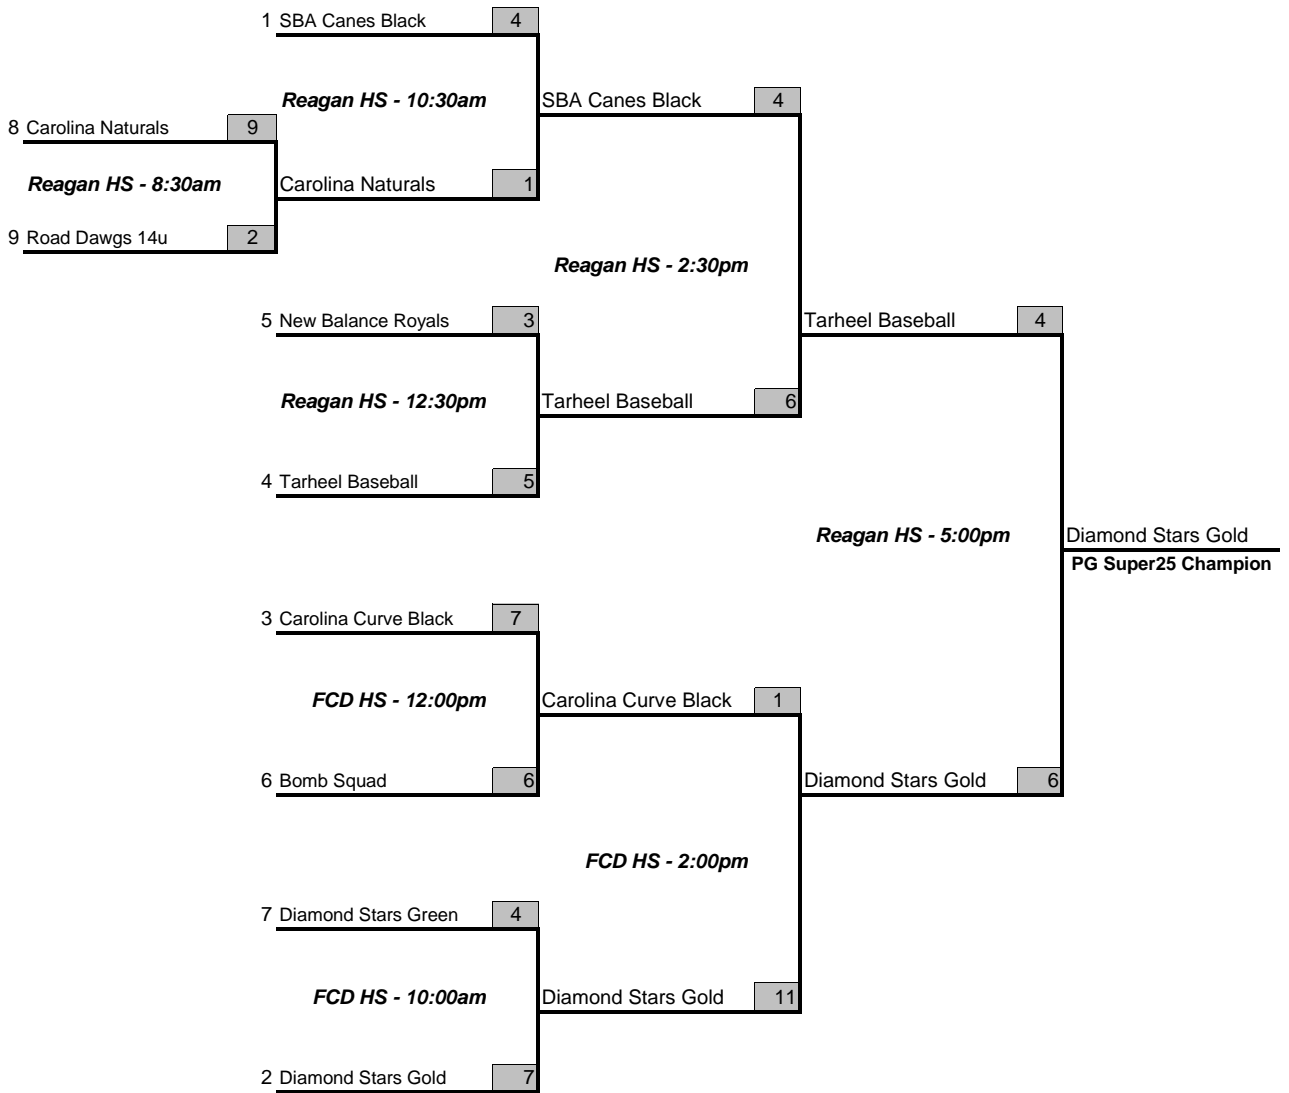 1 SBA Canes Black 4
Reagan HS - 10:30am
SBA Canes Black 4
8 Carolina Naturals 9
Reagan HS - 8:30am
Carolina Naturals 1
9 Road Dawgs 14u 2
Reagan HS - 2:30pm
5 New Balance Royals 3
Tarheel Baseball 4
Reagan HS - 12:30pm
Tarheel Baseball 6
4 Tarheel Baseball 5
Reagan HS - 5:00pm
Diamond Stars Gold
PG Super25 Champion
3 Carolina Curve Black 7
FCD HS - 12:00pm
Carolina Curve Black 1
6 Bomb Squad 6
Diamond Stars Gold 6
FCD HS - 2:00pm
7 Diamond Stars Green 4
FCD HS - 10:00am
Diamond Stars Gold 11
2 Diamond Stars Gold 7